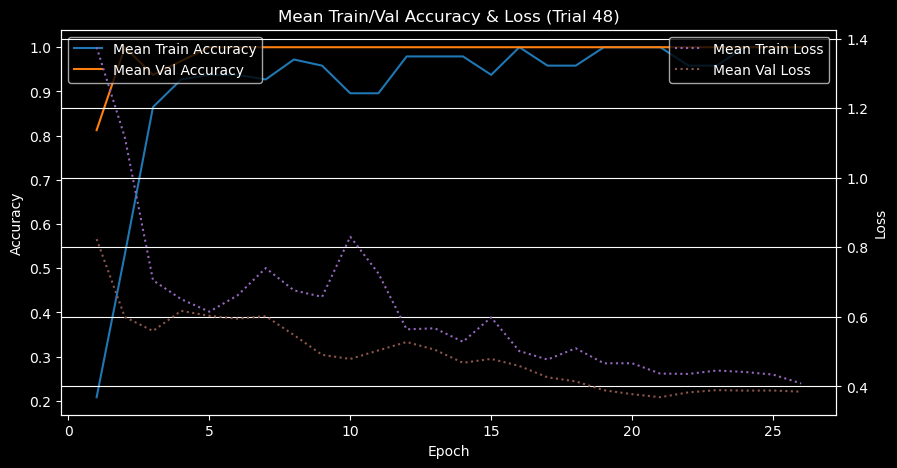 Mean Train/Val Accuracy & Loss (Trial 48)
Mean Train Accuracy
Mean Val Accuracy
Mean Train Loss
Mean Val Loss
1.0
0.9
0.8
0.7
0.6
0.5
0.4
0.3
0.2
Accuracy
1.4
1.2
1.0
0.8
0.6
0.4
Loss
0 5 10 15 20 25
Epoch